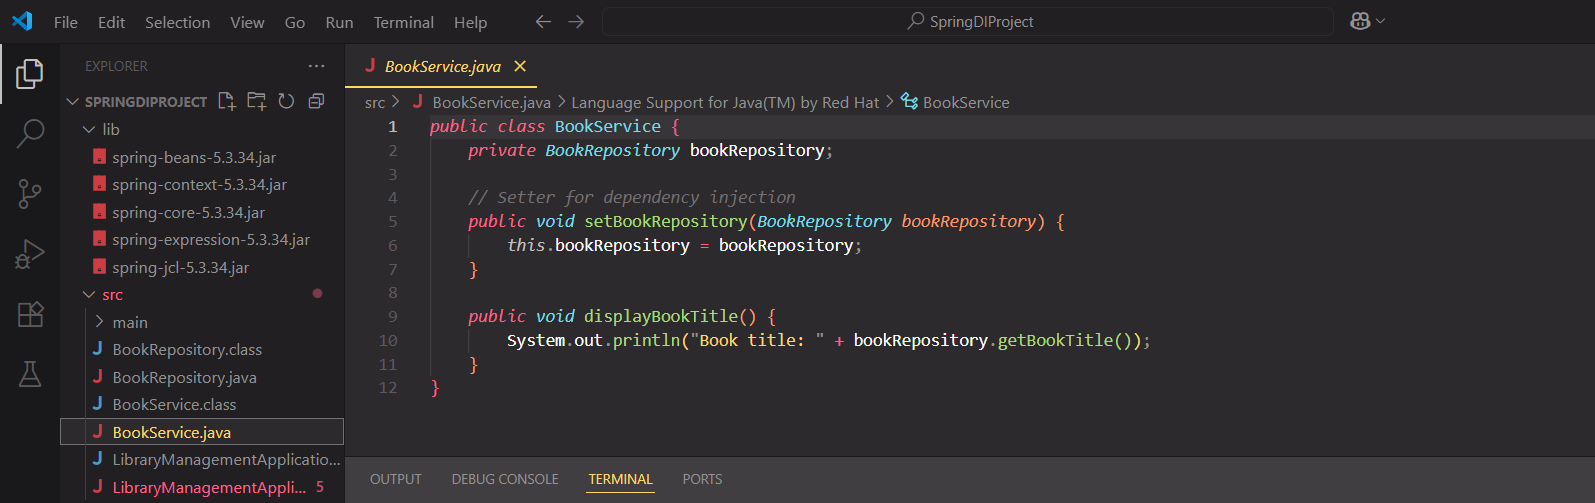 File Edit Selection View Go Run Terminal Help
SpringDIProject
EXPLORER
SPRINGDIPROJECT
lib
spring-beans-5.3.34.jar
spring-context-5.3.34.jar
spring-core-5.3.34.jar
spring-expression-5.3.34.jar
spring-jcl-5.3.34.jar
src
main
BookRepository.class
BookRepository.java
BookService.class
BookService.java
LibraryManagementApplicatio...
LibraryManagementAppli... 5
BookService.java
src > BookService.java > Language Support for Java(TM) by Red Hat > BookService
1 public class BookService {
2     private BookRepository bookRepository;
3
4     // Setter for dependency injection
5     public void setBookRepository(BookRepository bookRepository) {
6         this.bookRepository = bookRepository;
7     }
8
9     public void displayBookTitle() {
10         System.out.println("Book title: " + bookRepository.getBookTitle());
11     }
12 }
OUTPUT DEBUG CONSOLE TERMINAL PORTS